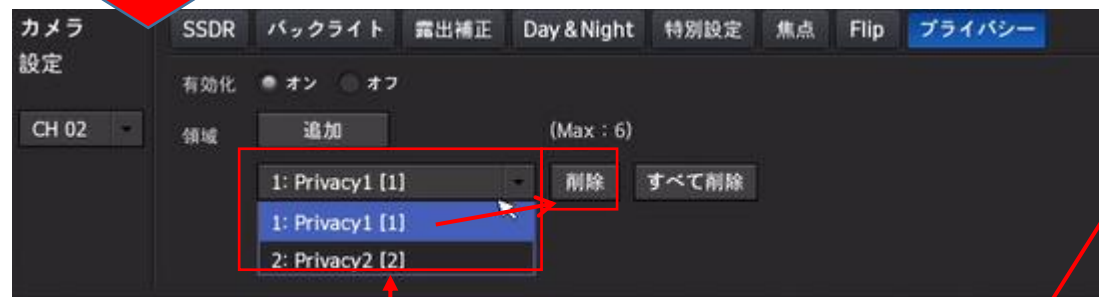 カメラ
設定
SSDR バックライト 露出補正 Day & Night 特別設定 焦点 Flip プライバシー
有効化 オン オフ
CH 02
領域 追加 (Max : 6)
1: Privacy1 [1] 削除 すべて削除
1: Privacy1 [1]
2: Privacy2 [2]